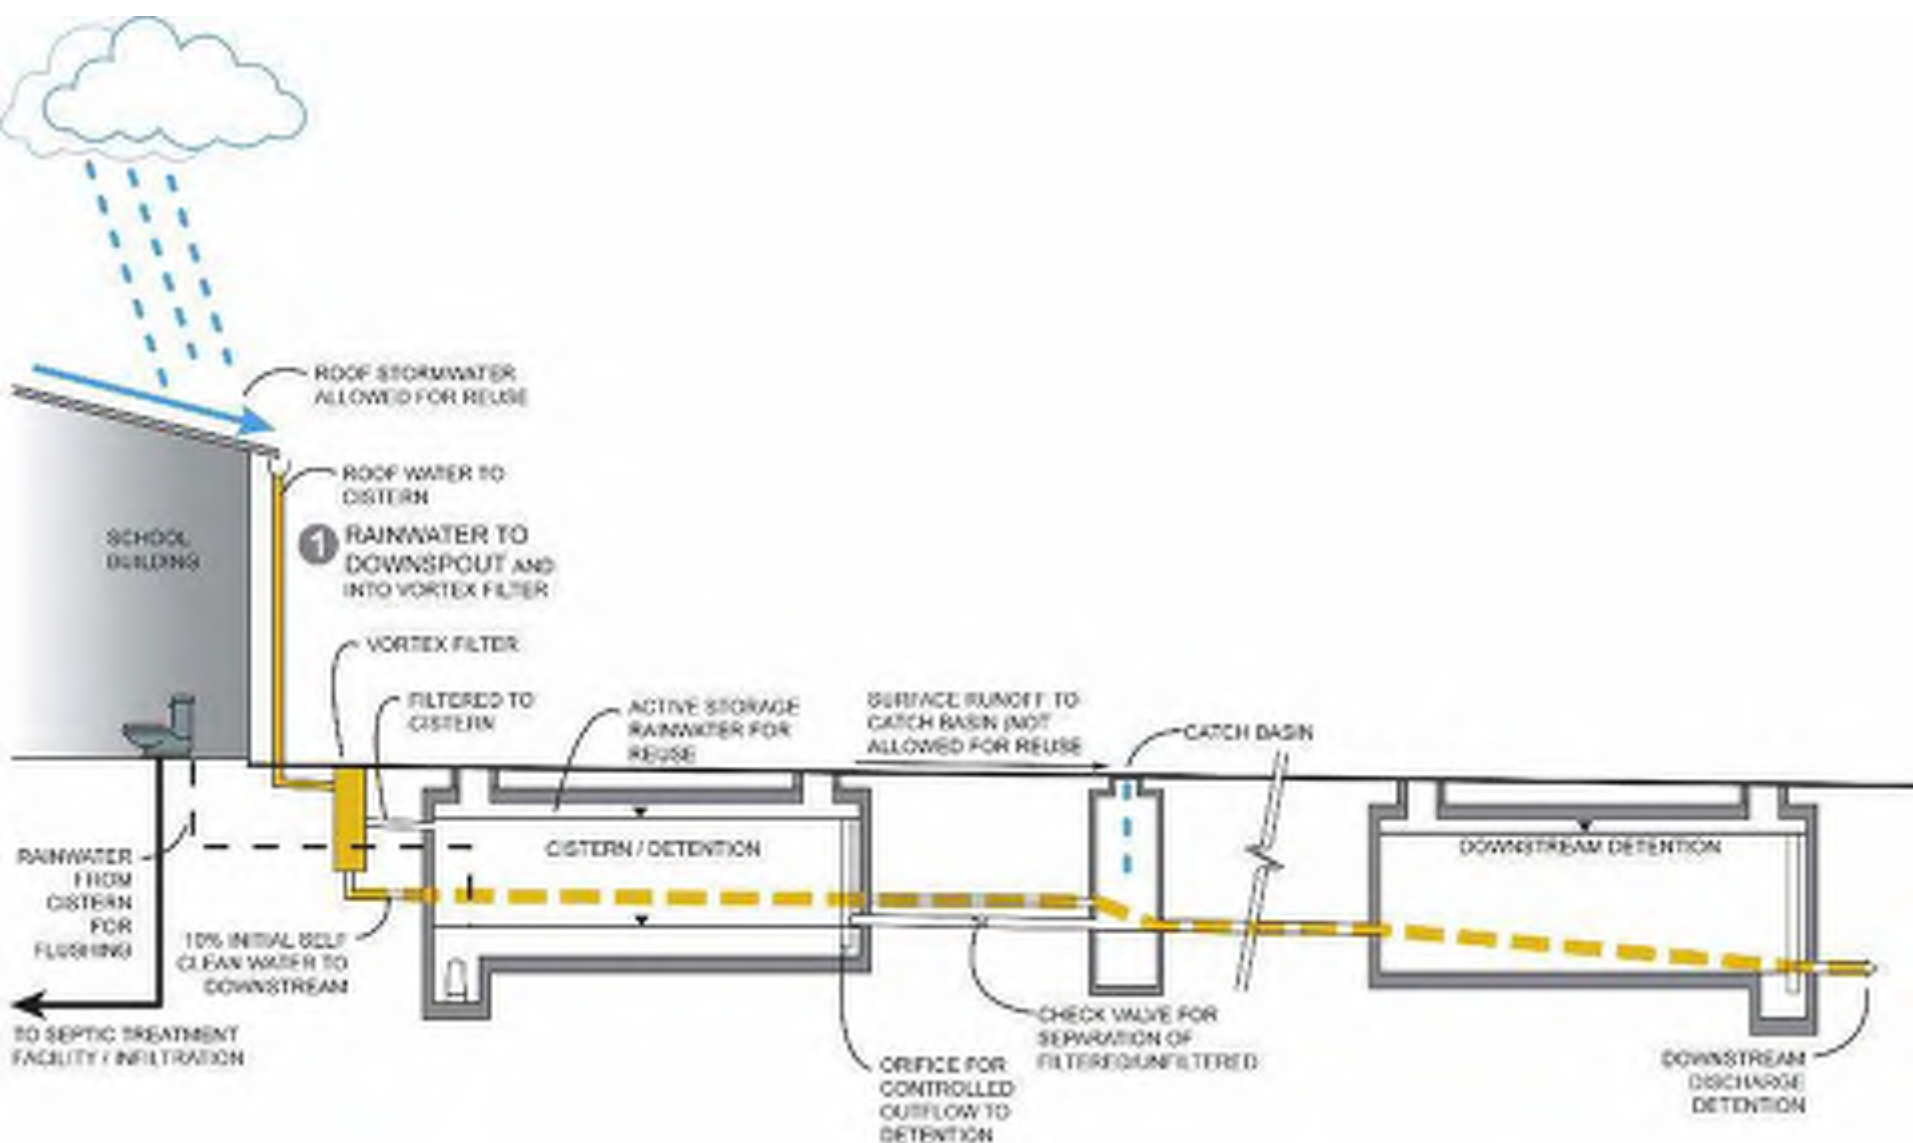 ROOF STORMWATER
ALLOWED FOR REUSE
ROOF WATER TO
CISTERN
1 RAINWATER TO
DOWNSPOUT AND
INTO VORTEX FILTER
SCHOOL
BUILDING
VORTEX FILTER
FILTERED TO
CISTERN
ACTIVE STORAGE
RAINWATER FOR
REUSE
SURFACE RUNOFF TO
CATCH BASIN (NOT
ALLOWED FOR REUSE
CATCH BASIN
CISTERN / DETENTION
DOWNSTREAM DETENTION
RAINWATER
FROM
CISTERN
FOR
FLUSHING
10% INITIAL SELF
CLEAN WATER TO
DOWNSTREAM
TO SEPTIC TREATMENT
FACILITY / INFILTRATION
CHECK VALVE FOR
SEPARATION OF
FILTERED/UNFILTERED
ORIFICE FOR
CONTROLLED
OUTFLOW TO
DETENTION
DOWNSTREAM
DISCHARGE
DETENTION